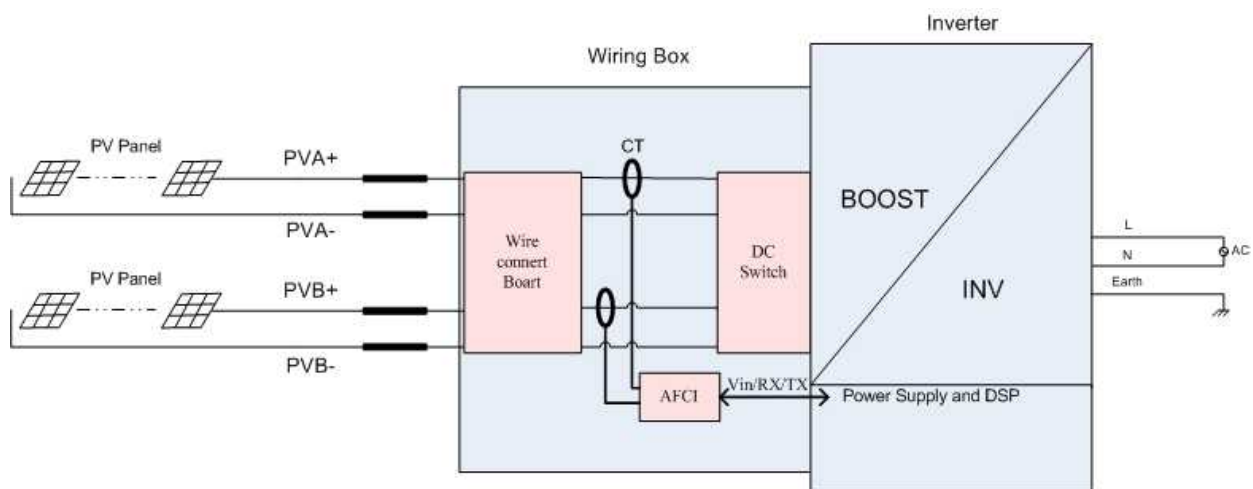 Inverter
Wiring Box
PV Panel
PVA+
CT
PVA-
BOOST
Wire
connert
Boart
DC
Switch
L
AC
N
PV Panel
PVB+
Earth
INV
PVB-
AFCI
Vin/RX/TX
Power Supply and DSP